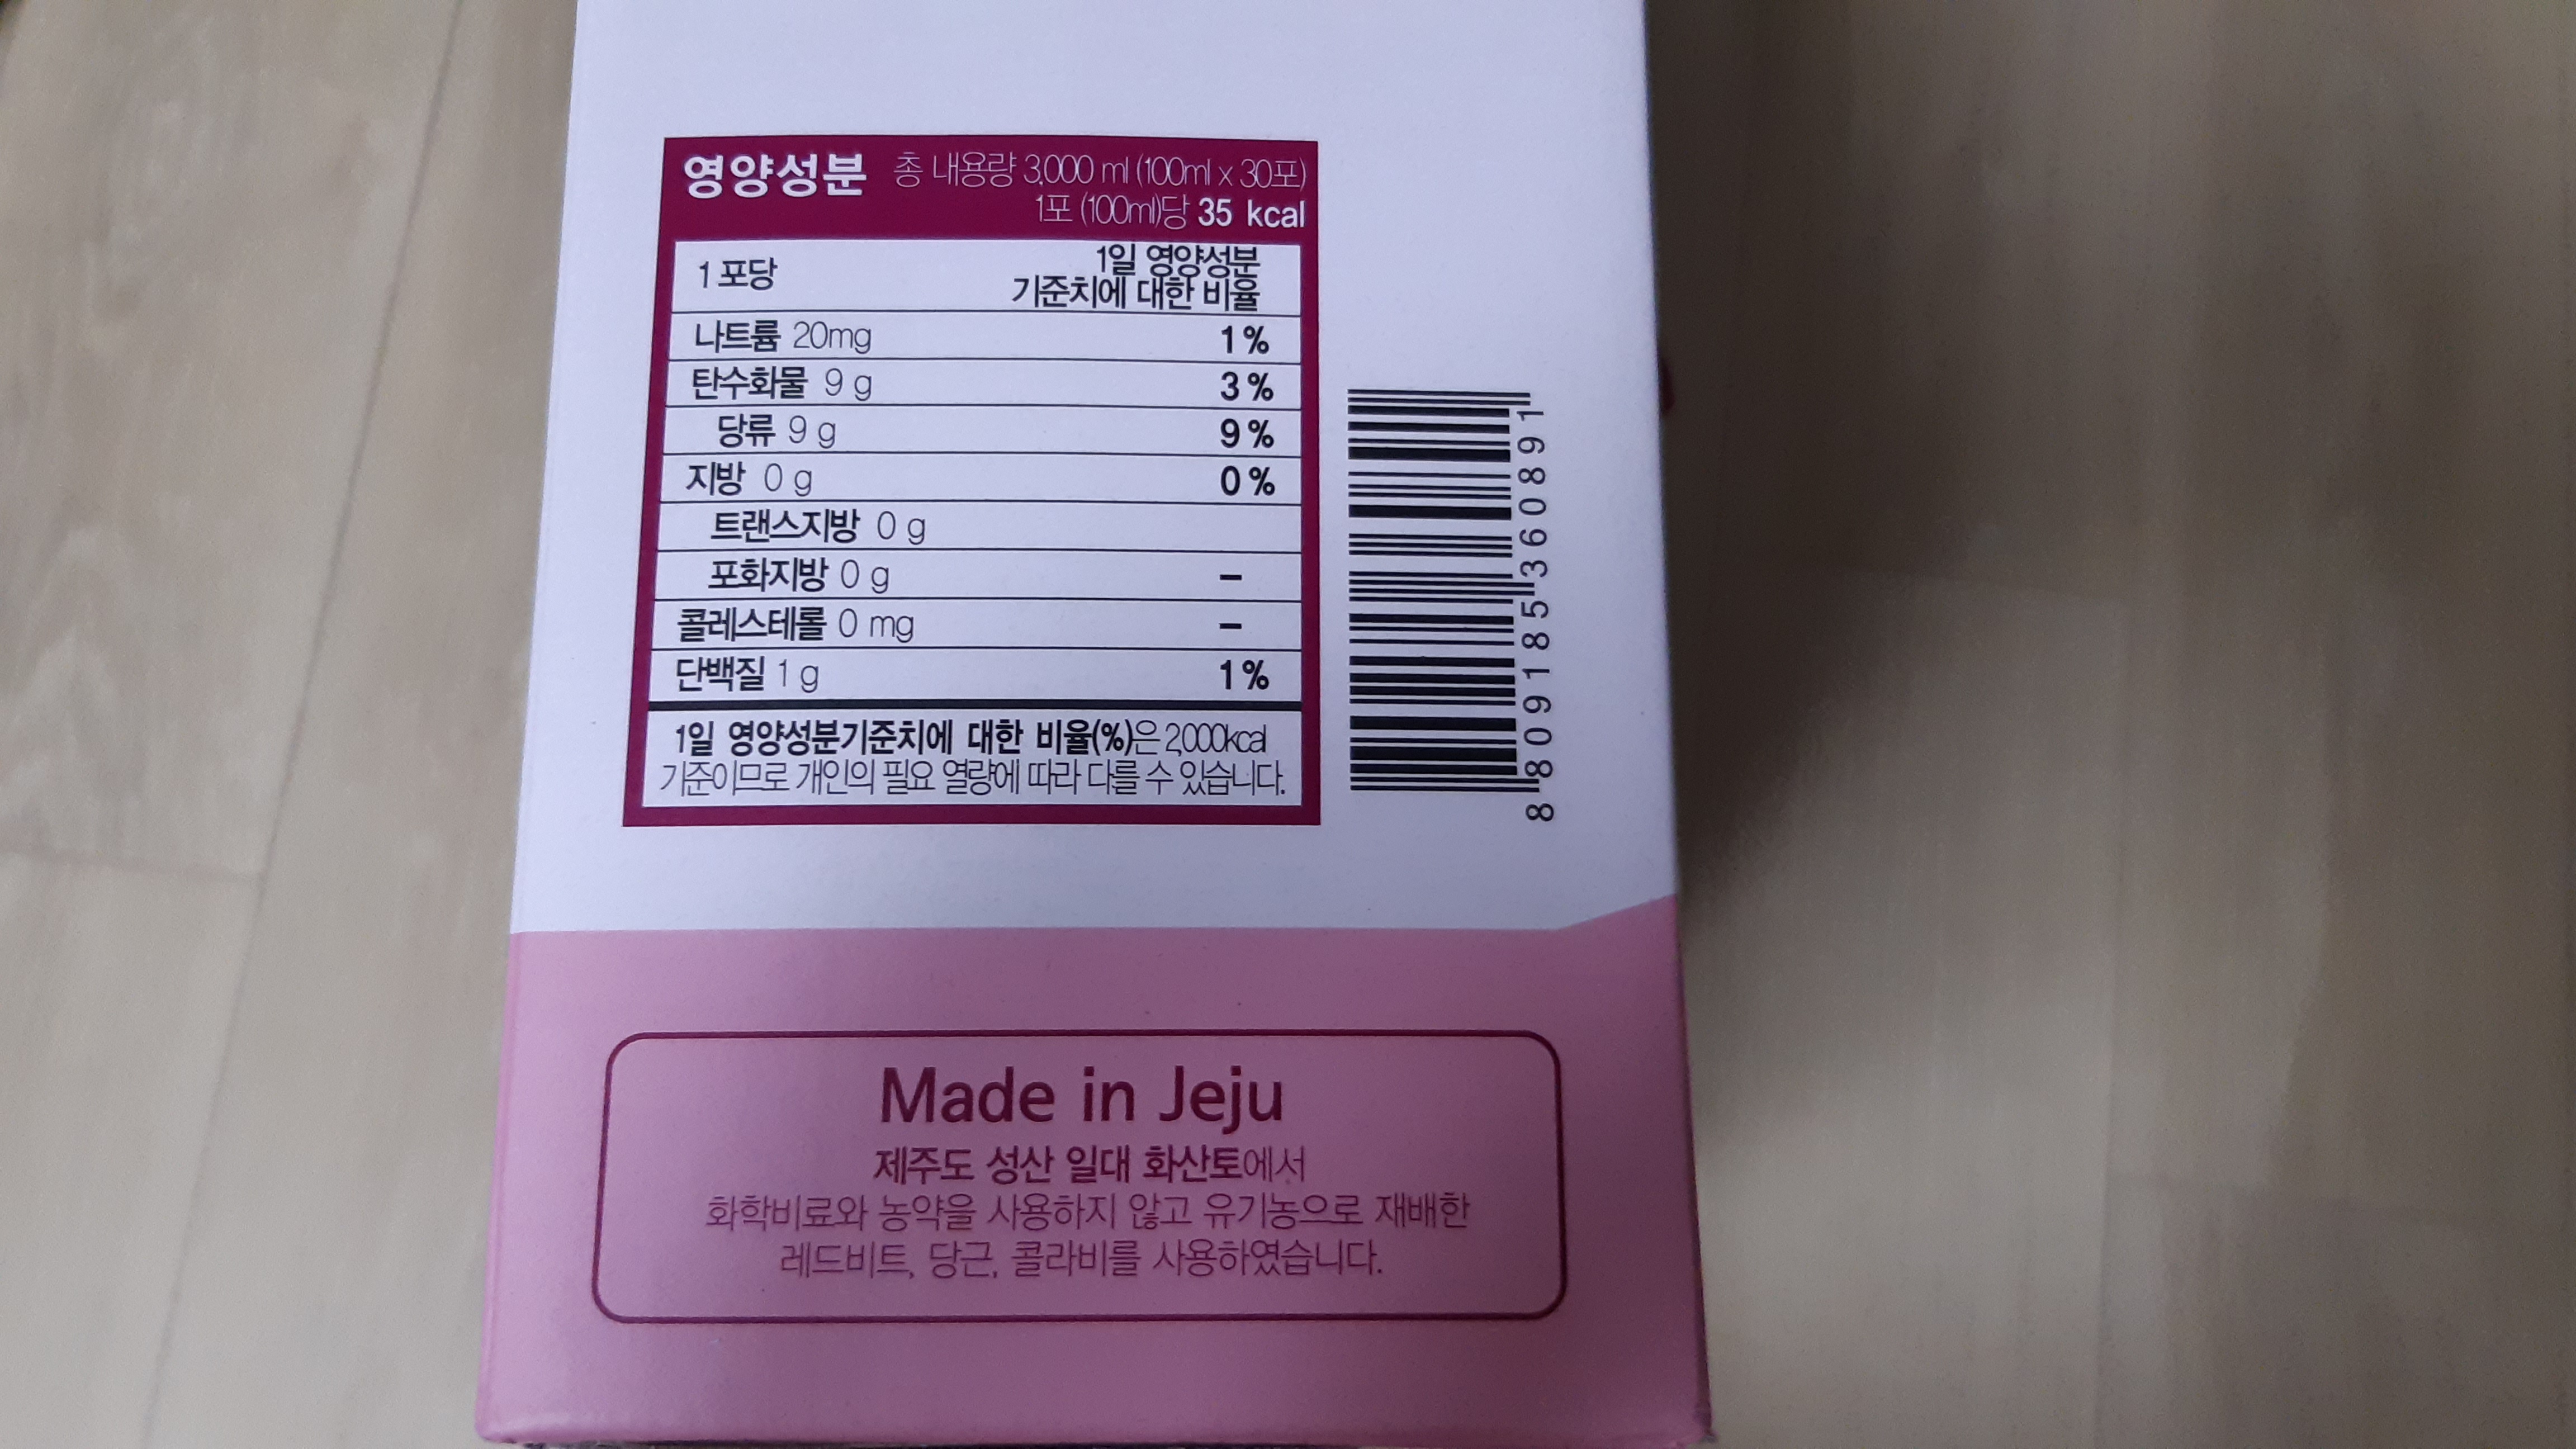 영양성분 총 내용량 3,000 ml (100ml x 30포)
1포 (100ml)당 35 kcal
1 포당 1일 영양성분
기준치에 대한 비율
나트륨 20mg 1%
탄수화물 9 g 3%
당류 9 g 9%
지방 0 g 0%
트랜스지방 0 g
포화지방 0 g –
콜레스테롤 0 mg –
단백질 1 g 1%
1일 영양성분기준치에 대한 비율(%)은 2,000kcal
기준이므로 개인의 필요 열량에 따라 다를 수 있습니다.
8 809185 360891
Made in Jeju
제주도 성산 일대 화산토에서
화학비료와 농약을 사용하지 않고 유기농으로 재배한
레드비트, 당근, 콜라비를 사용하였습니다.